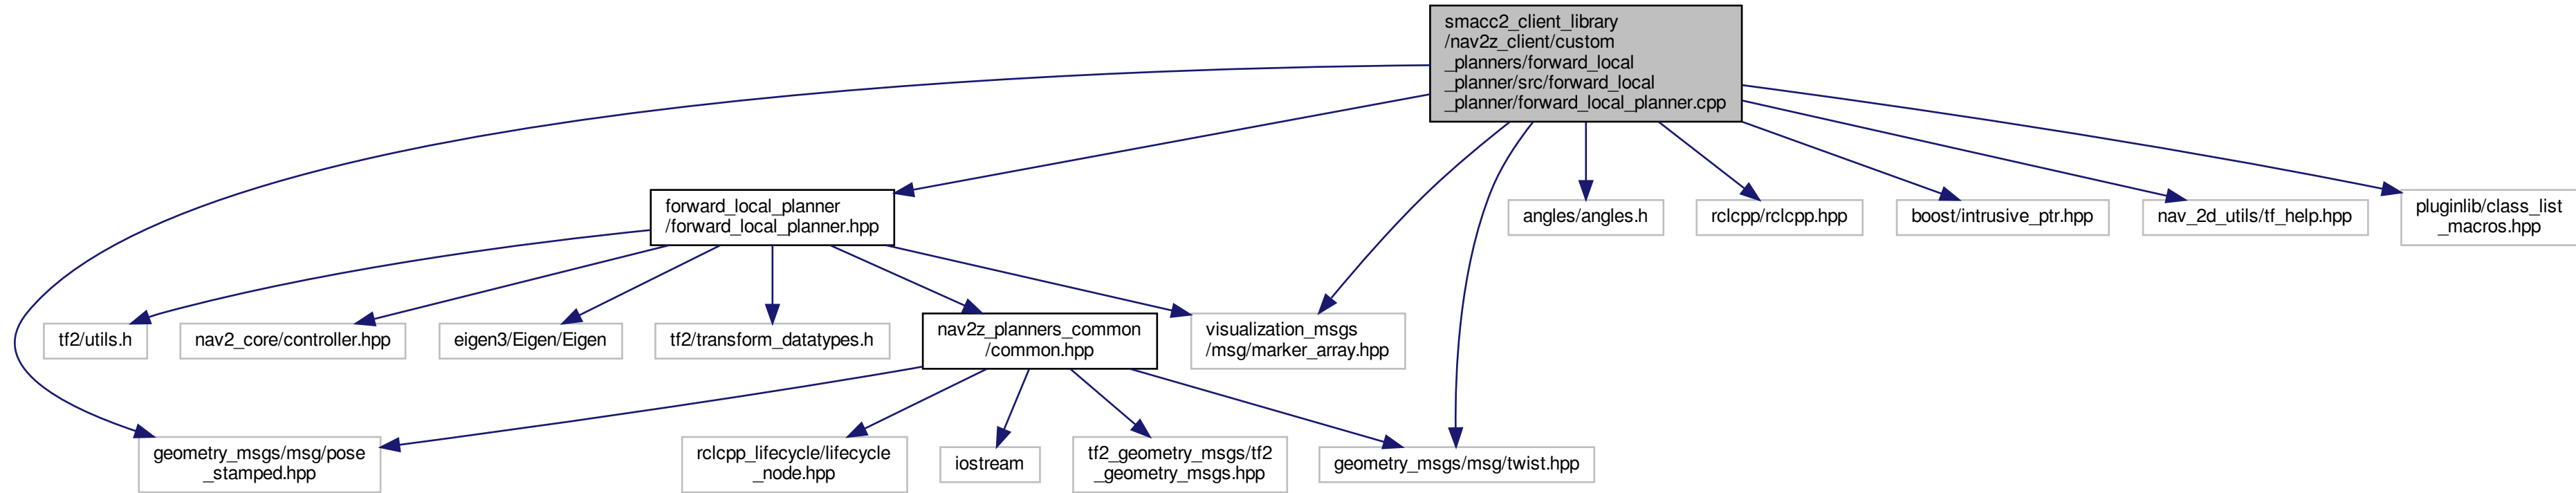 smacc2_client_library
/nav2z_client/custom
_planners/forward_local
_planner/src/forward_local
_planner/forward_local_planner.cpp
forward_local_planner
/forward_local_planner.hpp
angles/angles.h
rclcpp/rclcpp.hpp
boost/intrusive_ptr.hpp
nav_2d_utils/tf_help.hpp
pluginlib/class_list
_macros.hpp
tf2/utils.h
nav2_core/controller.hpp
eigen3/Eigen/Eigen
tf2/transform_datatypes.h
nav2z_planners_common
/common.hpp
visualization_msgs
/msg/marker_array.hpp
geometry_msgs/msg/pose
_stamped.hpp
rclcpp_lifecycle/lifecycle
_node.hpp
iostream
tf2_geometry_msgs/tf2
_geometry_msgs.hpp
geometry_msgs/msg/twist.hpp